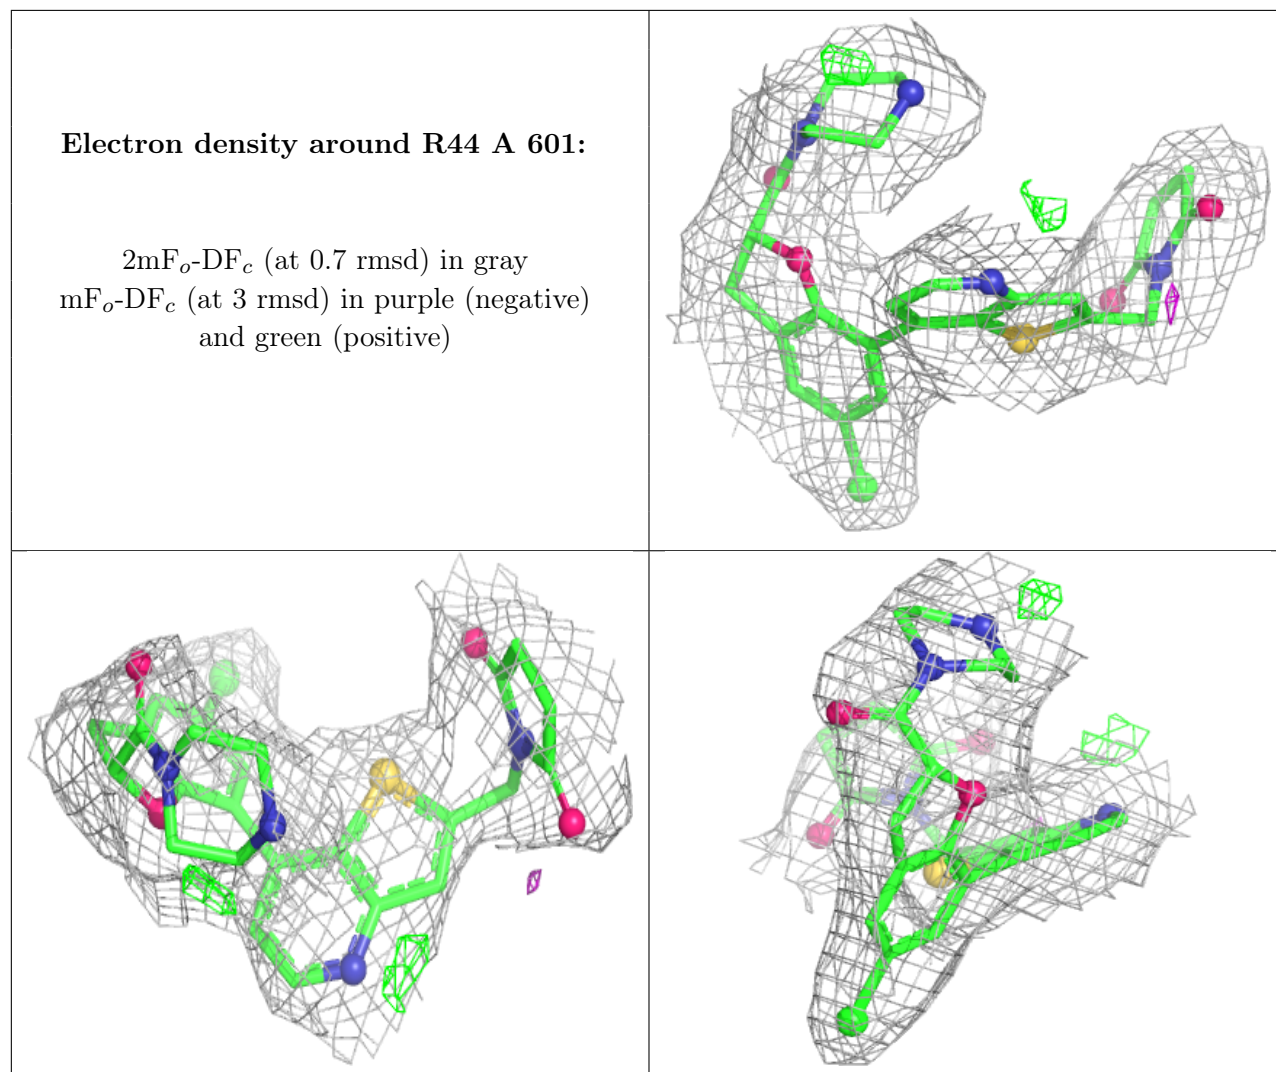 Electron density around R44 A 601:
2mFo-DFc (at 0.7 rmsd) in gray
mFo-DFc (at 3 rmsd) in purple (negative)
and green (positive)